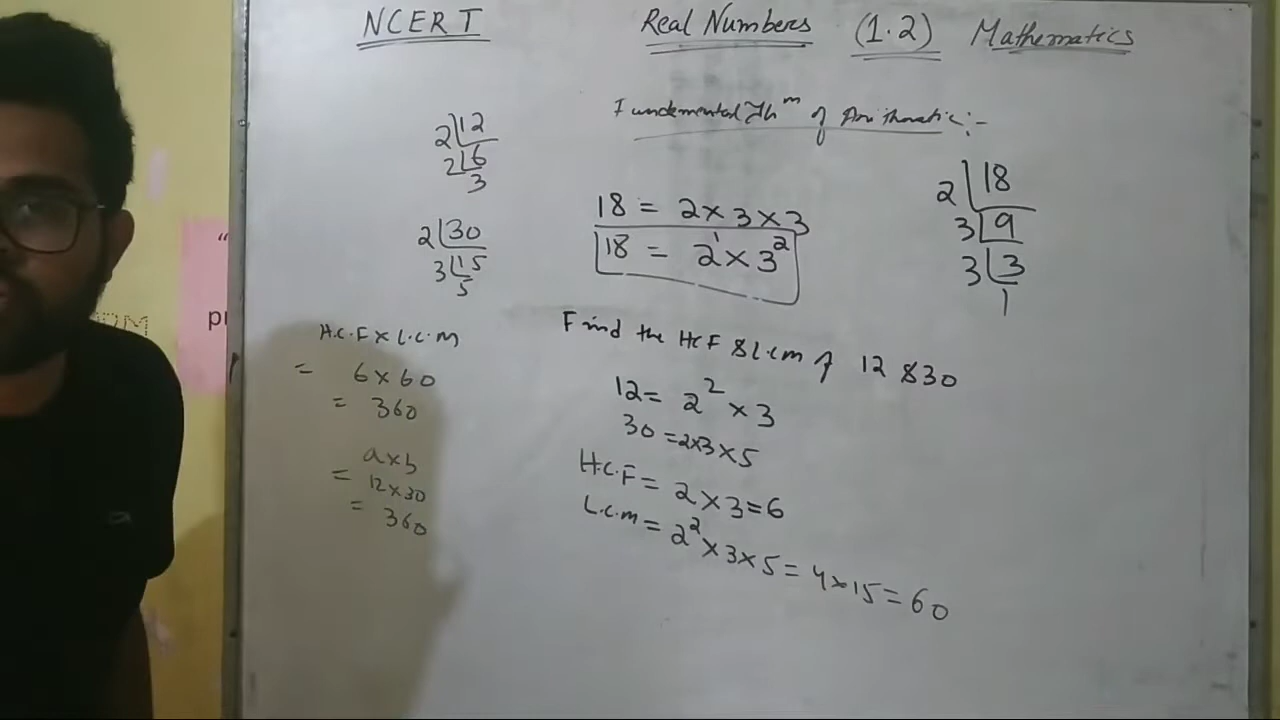 NCERT
Real Numbers (1.2) Mathematics
Fundemental Thm of Arithmatic:-
2 12
2 6
3
2 30
3 15
5
18 = 2×3×3
18 = 2¹×3²
2 18
3 9
3 3
1
H.C.F×L.C.M
= 6×60
= 360
a×b
= 12×30
= 360
Find the HCF & L.C.M of 12 & 30
12 = 2² × 3
30 = 2×3×5
H.C.F = 2×3=6
L.C.M = 2²×3×5 = 4×15 = 60
"